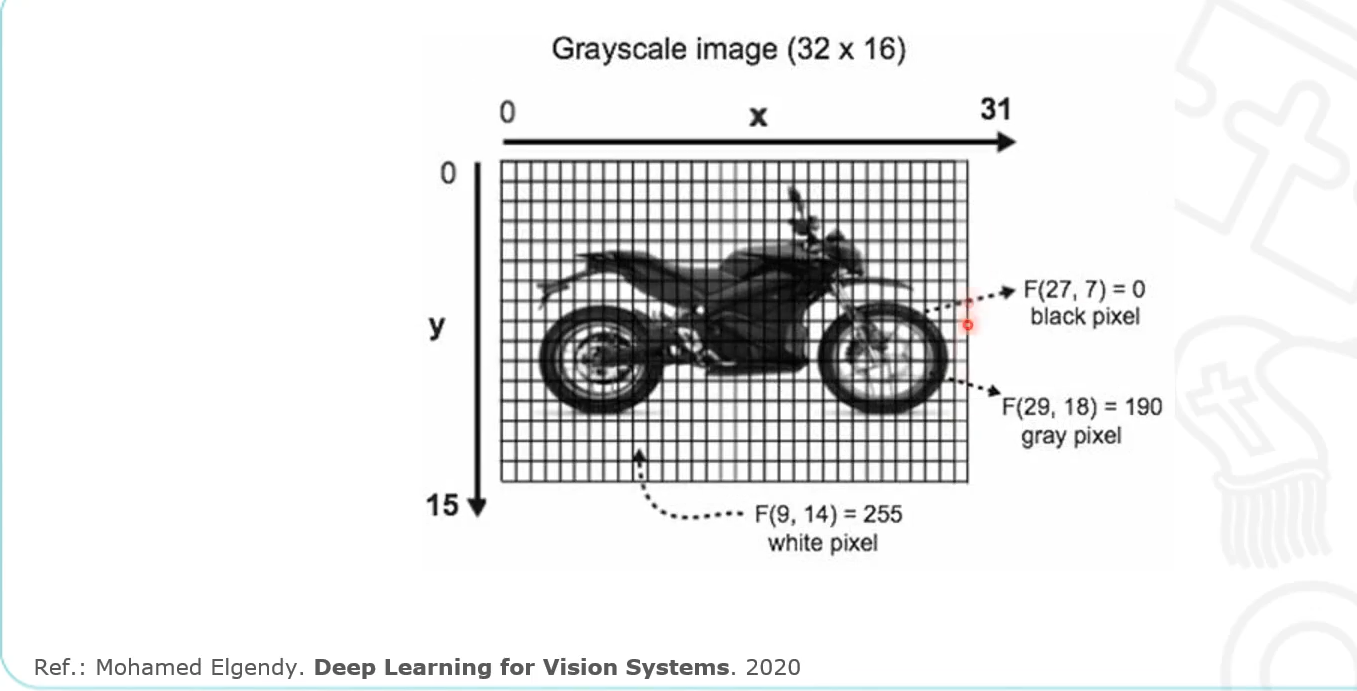 Grayscale image (32 x 16)
0 x 31
0
F(27, 7) = 0
black pixel
y
F(29, 18) = 190
gray pixel
15
F(9, 14) = 255
white pixel
Ref.: Mohamed Elgendy. Deep Learning for Vision Systems. 2020